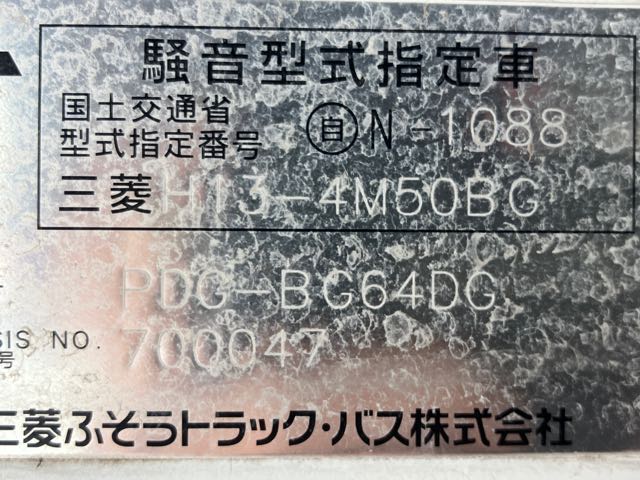 騒音型式指定車
国土交通省
型式指定番号 自 N-1088
三菱 H13-4M50BG
PDG-BC64DG
SIS NO. 700047
号
三菱ふそうトラック・バス株式会社